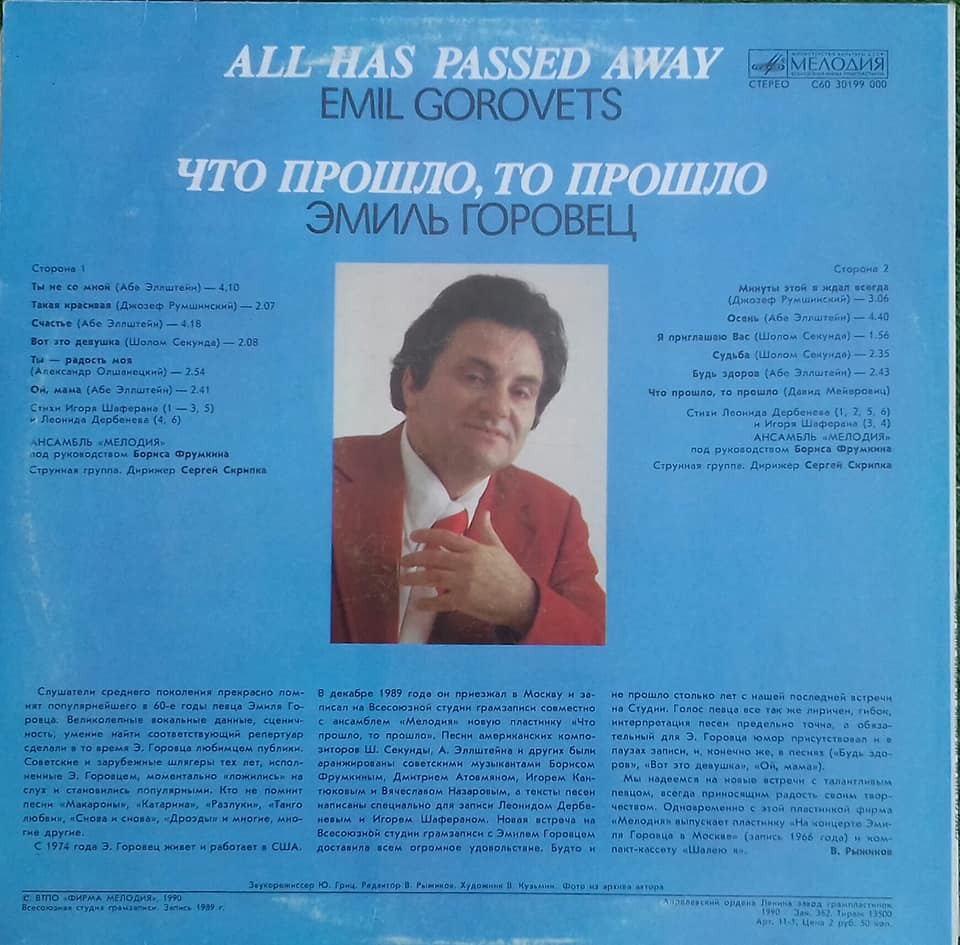 ALL HAS PASSED AWAY
EMIL GOROVETS
МЕЛОДИЯ
СТЕРЕО С60 30199 000
ЧТО ПРОШЛО, ТО ПРОШЛО
ЭМИЛЬ ГОРОВЕЦ
Сторона 1
Ты не со мной (Абе Эллштейн) — 4.10
Такая красивая (Джозеф Румшинский) — 2.07
Счастье (Абе Эллштейн) — 4.18
Вот это девушка (Шолом Секунда) — 2.08
Ты — радость моя
(Александр Олшанецкий) — 2.54
Ой, мама (Абе Эллштейн) — 2.41
Стихи Игоря Шаферана (1 — 3, 5)
и Леонида Дербенева (4, 6)
АНСАМБЛЬ «МЕЛОДИЯ»
под руководством Бориса Фрумкина
Струнная группа. Дирижер Сергей Скрипка
Сторона 2
Минуты этой я ждал всегда
(Джозеф Румшинский) — 3.06
Осень (Абе Эллштейн) — 4.40
Я приглашаю Вас (Шолом Секунда) — 1.56
Судьба (Шолом Секунда) — 2.35
Будь здоров (Абе Эллштейн) — 2.43
Что прошло, то прошло (Давид Мейеровиц)
Стихи Леонида Дербенева (1, 2, 5, 6)
и Игоря Шаферана (3, 4)
АНСАМБЛЬ «МЕЛОДИЯ»
под руководством Бориса Фрумкина
Струнная группа. Дирижер Сергей Скрипка
Слушатели среднего поколения прекрасно пом-
нят популярнейшего в 60-е годы певца Эмиля Го-
ровца. Великолепные вокальные данные, сценич-
ность, умение найти соответствующий репертуар
сделали в то время Э. Горовца любимцем публики.
Советские и зарубежные шлягеры тех лет, испол-
ненные Э. Горовцем, моментально «ложились» на
слух и становились популярными. Кто не помнит
песни «Макароны», «Катарина», «Разлуки», «Танго
любви», «Снова и снова», «Дрозды» и многие, мно-
гие другие.
С 1974 года Э. Горовец живет и работает в США.
В декабре 1989 года он приезжал в Москву и за-
писал на Всесоюзной студии грамзаписи совместно
с ансамблем «Мелодия» новую пластинку «Что
прошло, то прошло». Песни американских компо-
зиторов Ш. Секунды, А. Эллштейна и других были
аранжированы советскими музыкантами Борисом
Фрумкиным, Дмитрием Атовмяном, Игорем Кан-
тюковым и Вячеславом Назаровым, а тексты песен
написаны специально для записи Леонидом Дербе-
невым и Игорем Шафераном. Новая встреча на
Всесоюзной студии грамзаписи с Эмилем Горовцем
доставила всем огромное удовольствие. Будто и
не прошло столько лет с нашей последней встречи
на Студии. Голос певца все так же лиричен, гибок,
интерпретация песен предельно точна, а обяза-
тельный для Э. Горовца юмор присутствовал и в
паузах записи, и, конечно же, в песнях («Будь здо-
ров», «Вот это девушка», «Ой, мама»).
Мы надеемся на новые встречи с талантливым
певцом, всегда приносящим радость своим твор-
чеством. Одновременно с этой пластинкой фирма
«Мелодия» выпускает пластинку «На концерте Эми-
ля Горовца в Москве» (запись 1966 года) и ком-
пакт-кассету «Шалею я».
В. Рыжиков
Звукорежиссер Ю. Гриц. Редактор В. Рыжиков. Художник В. Кузьмин. Фото из архива автора
С. ВТПО «ФИРМА МЕЛОДИЯ», 1990
Всесоюзная студия грамзаписи. Запись 1989 г.
Апрелевский ордена Ленина завод грампластинок
1990 Зак. 362. Тираж 13500
Арт. 11-3, Цена 2 руб. 50 коп.